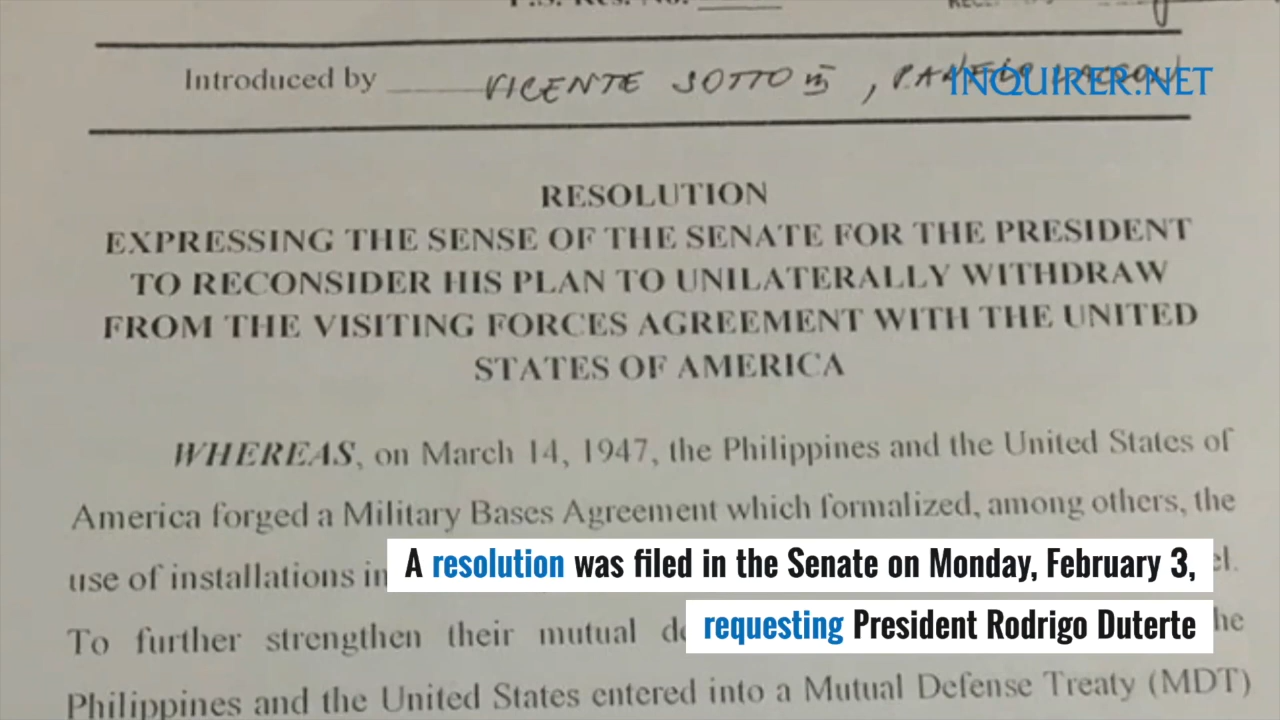 Introduced by VICENTE SOTTO III, PANFILO LACSON
INQUIRER.NET
RESOLUTION
EXPRESSING THE SENSE OF THE SENATE FOR THE PRESIDENT
TO RECONSIDER HIS PLAN TO UNILATERALLY WITHDRAW
FROM THE VISITING FORCES AGREEMENT WITH THE UNITED
STATES OF AMERICA
WHEREAS, on March 14, 1947, the Philippines and the United States of
America forged a Military Bases Agreement which formalized, among others, the
use of installations in
A resolution was filed in the Senate on Monday, February 3,
To further strengthen their mutual
requesting President Rodrigo Duterte
Philippines and the United States entered into a Mutual Defense Treaty (MDT)